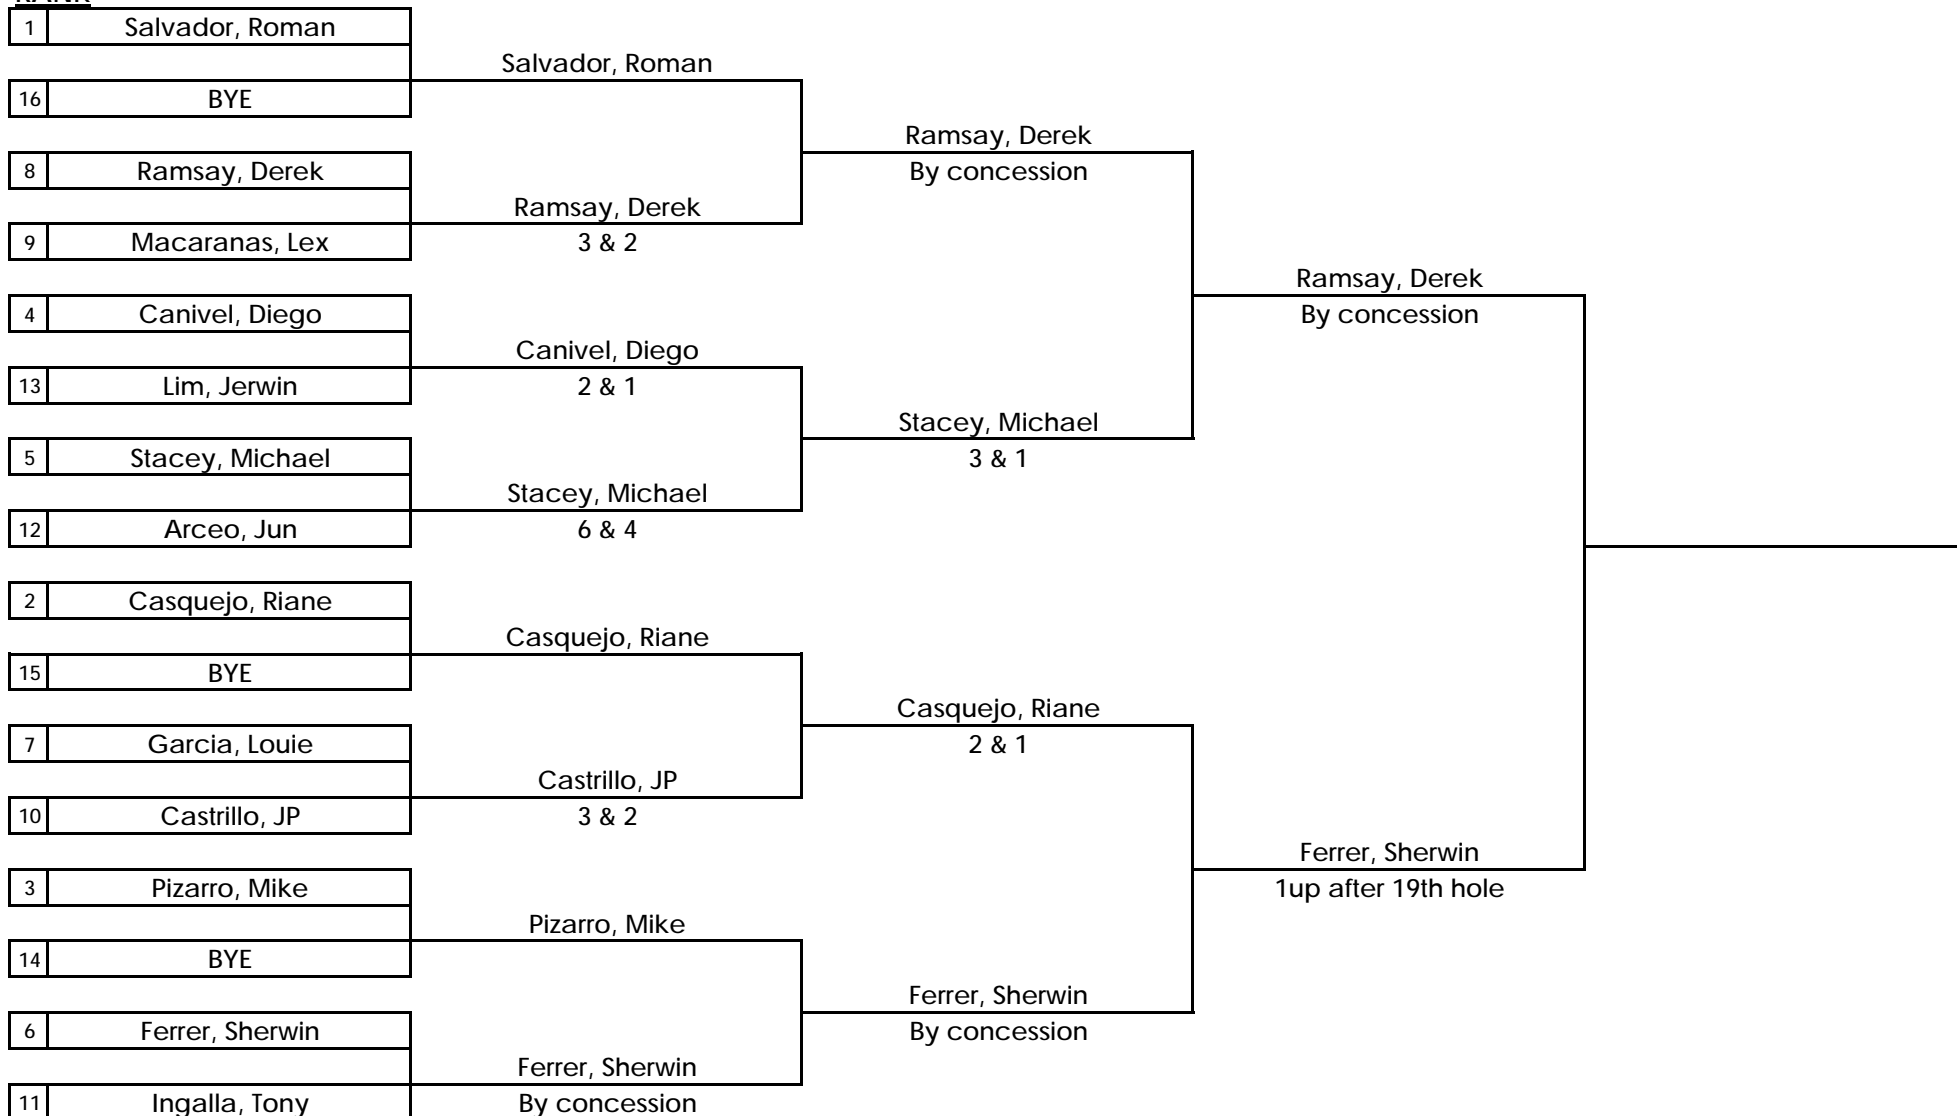 RANK
1 Salvador, Roman
Salvador, Roman
16 BYE
Ramsay, Derek
8 Ramsay, Derek
By concession
Ramsay, Derek
9 Macaranas, Lex
3 & 2
Ramsay, Derek
4 Canivel, Diego
By concession
Canivel, Diego
13 Lim, Jerwin
2 & 1
Stacey, Michael
5 Stacey, Michael
3 & 1
Stacey, Michael
12 Arceo, Jun
6 & 4
2 Casquejo, Riane
Casquejo, Riane
15 BYE
Casquejo, Riane
7 Garcia, Louie
2 & 1
Castrillo, JP
10 Castrillo, JP
3 & 2
Ferrer, Sherwin
3 Pizarro, Mike
1up after 19th hole
Pizarro, Mike
14 BYE
Ferrer, Sherwin
6 Ferrer, Sherwin
By concession
Ferrer, Sherwin
11 Ingalla, Tony
By concession